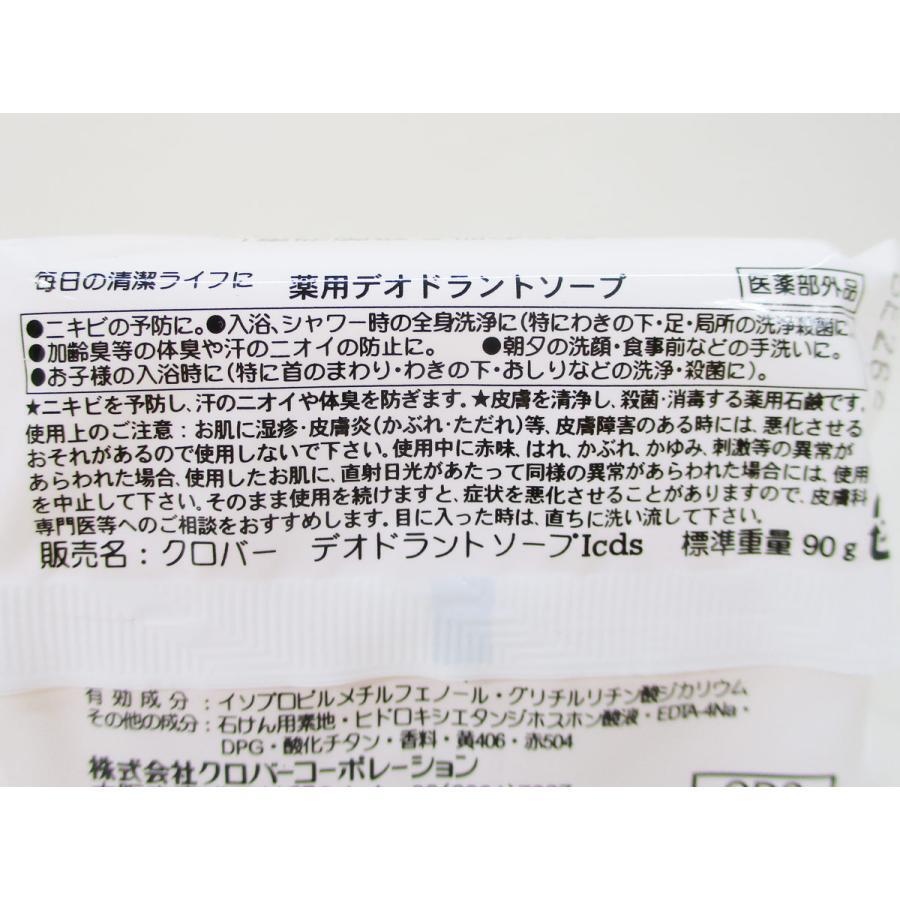 毎日の清潔ライフに 薬用デオドラントソープ 医薬部外品
●ニキビの予防に。●入浴、シャワー時の全身洗浄に(特にわきの下・足・局所の洗浄殺菌に
●加齢臭等の体臭や汗のニオイの防止に。 ●朝夕の洗顔・食事前などの手洗いに。
●お子様の入浴時に(特に首のまわり・わきの下・おしりなどの洗浄・殺菌に)。
★ニキビを予防し、汗のニオイや体臭を防ぎます。★皮膚を清浄し、殺菌・消毒する薬用石鹸です。
使用上のご注意：お肌に湿疹・皮膚炎(かぶれ・ただれ)等、皮膚障害のある時には、悪化させる
おそれがあるので使用しないで下さい。使用中に赤味、はれ、かぶれ、かゆみ、刺激等の異常が
あらわれた場合、使用したお肌に、直射日光があたって同様の異常があらわれた場合には、使用
を中止して下さい。そのまま使用を続けますと、症状を悪化させることがありますので、皮膚科
専門医等へのご相談をおすすめします。目に入った時は、直ちに洗い流して下さい。
販売名：クロバー デオドラントソープIcds 標準重量 90g
有効成分：イソプロピルメチルフェノール・グリチルリチン酸ジカリウム
その他の成分：石けん用素地・ヒドロキシエタンジホスホン酸液・EDTA-4Na・
DPG・酸化チタン・香料・黄406・赤504
株式会社クロバーコーポレーション